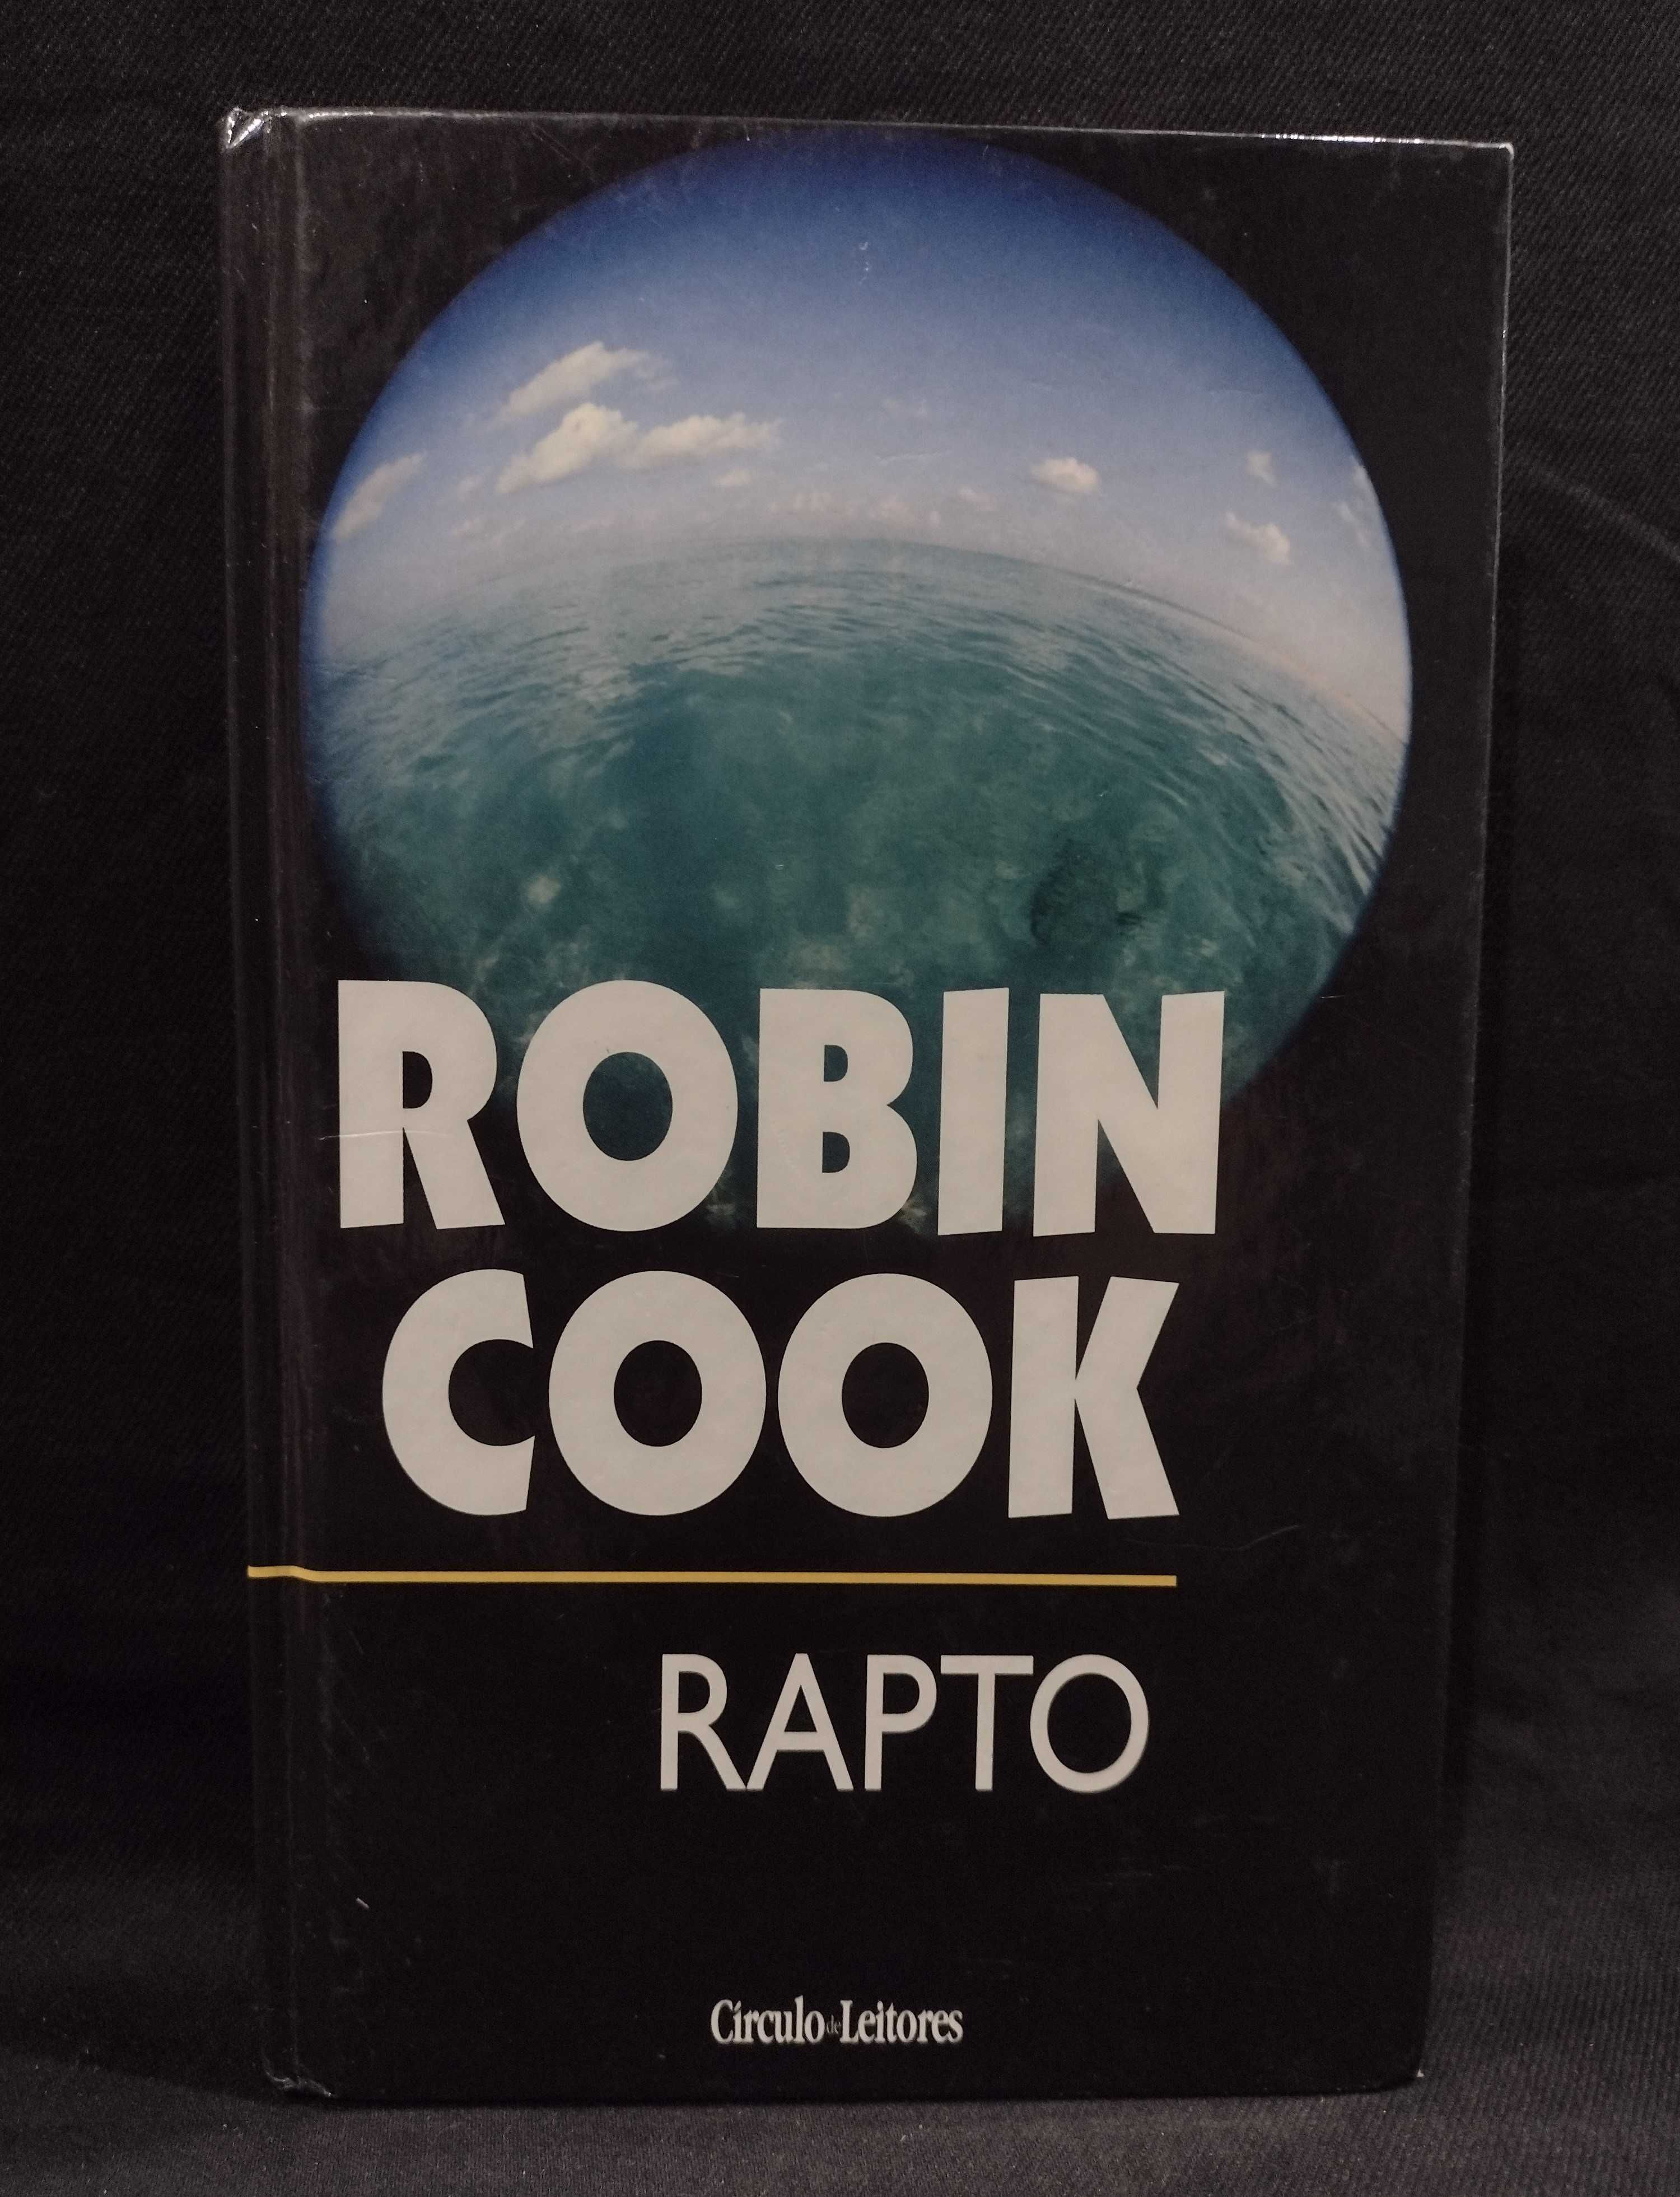 ROBIN
COOK
RAPTO
Círculo de Leitores